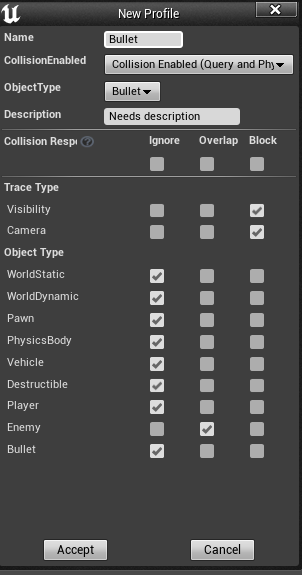 New Profile
Name Bullet
CollisionEnabled Collision Enabled (Query and Phy
ObjectType Bullet
Description Needs description
Collision Respo Ignore Overlap Block
Trace Type
Visibility
Camera
Object Type
WorldStatic
WorldDynamic
Pawn
PhysicsBody
Vehicle
Destructible
Player
Enemy
Bullet
Accept Cancel